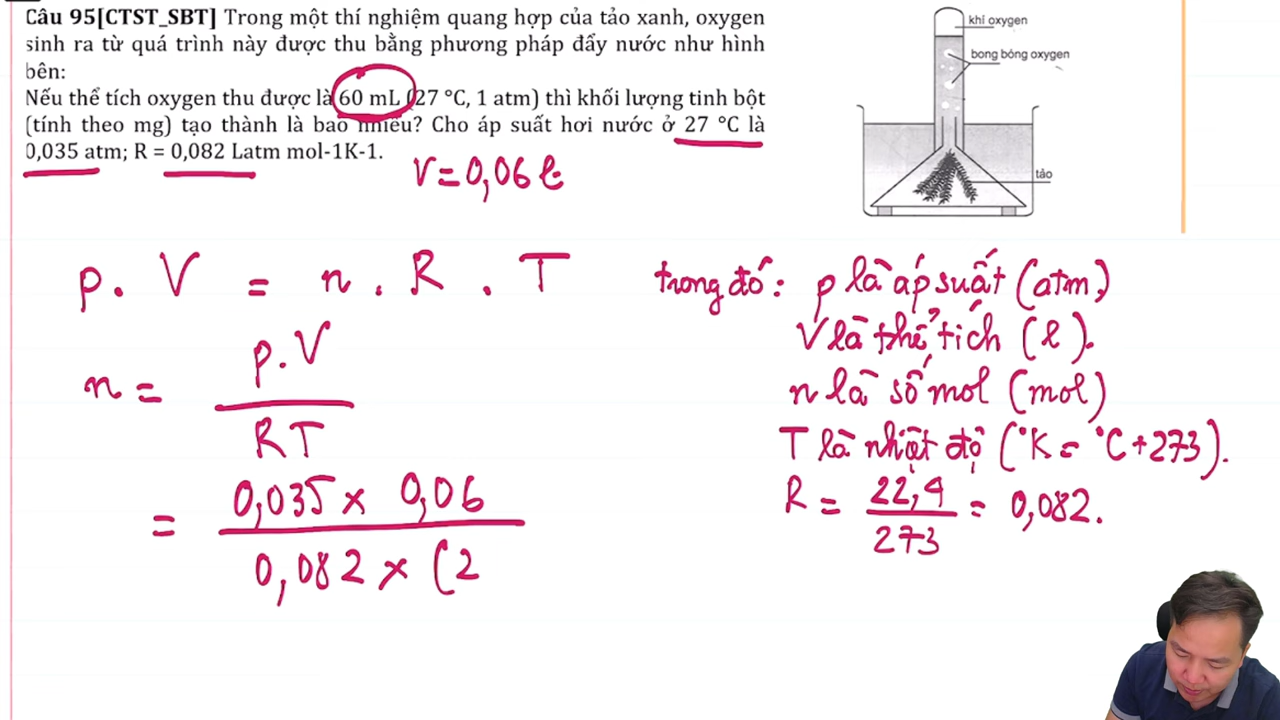 Câu 95[CTST_SBT] Trong một thí nghiệm quang hợp của tảo xanh, oxygen
sinh ra từ quá trình này được thu bằng phương pháp đẩy nước như hình
bên:
Nếu thể tích oxygen thu được là 60 mL (27 °C, 1 atm) thì khối lượng tinh bột
(tính theo mg) tạo thành là bao nhiêu? Cho áp suất hơi nước ở 27 °C là
0,035 atm; R = 0,082 Latm mol-1K-1.
khí oxygen
bong bóng oxygen
tảo
V = 0,06 l
p . V = n . R . T
n = p.V / RT
= 0,035 x 0,06 / 0,082 x (2
trong đó: p là áp suất (atm)
V là thể tích (l).
n là số mol (mol)
T là nhiệt độ (°K = °C + 273).
R = 22,4 / 273 = 0,082.